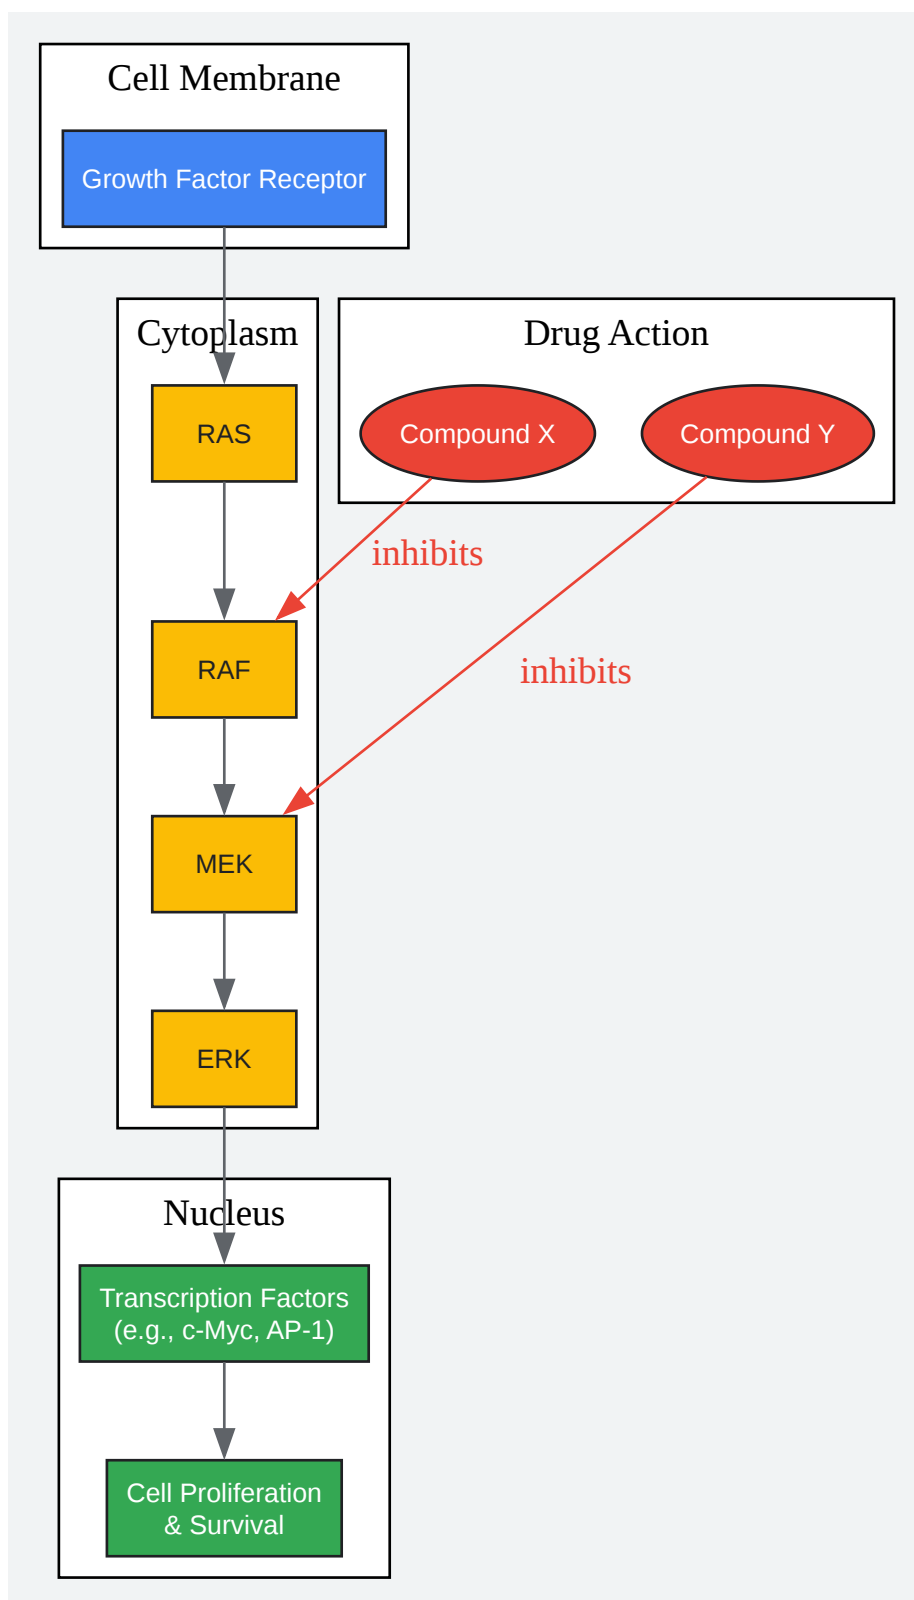 Cell Membrane
Growth Factor Receptor
Cytoplasm
Drug Action
RAS
Compound X
Compound Y
inhibits
RAF
inhibits
MEK
ERK
Nucleus
Transcription Factors
(e.g., c-Myc, AP-1)
Cell Proliferation
& Survival